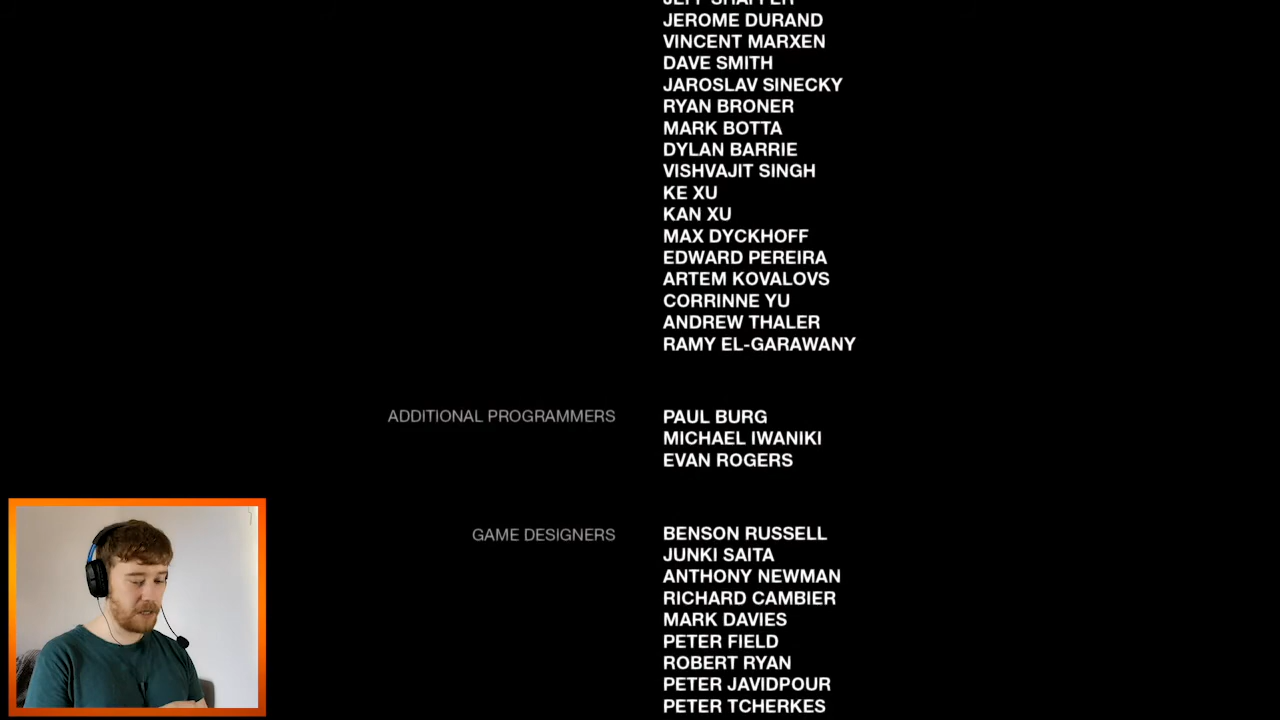 JEFF SHAFFER
JEROME DURAND
VINCENT MARXEN
DAVE SMITH
JAROSLAV SINECKY
RYAN BRONER
MARK BOTTA
DYLAN BARRIE
VISHVAJIT SINGH
KE XU
KAN XU
MAX DYCKHOFF
EDWARD PEREIRA
ARTEM KOVALOVS
CORRINNE YU
ANDREW THALER
RAMY EL-GARAWANY
ADDITIONAL PROGRAMMERS PAUL BURG
MICHAEL IWANIKI
EVAN ROGERS
GAME DESIGNERS BENSON RUSSELL
JUNKI SAITA
ANTHONY NEWMAN
RICHARD CAMBIER
MARK DAVIES
PETER FIELD
ROBERT RYAN
PETER JAVIDPOUR
PETER TCHERKES